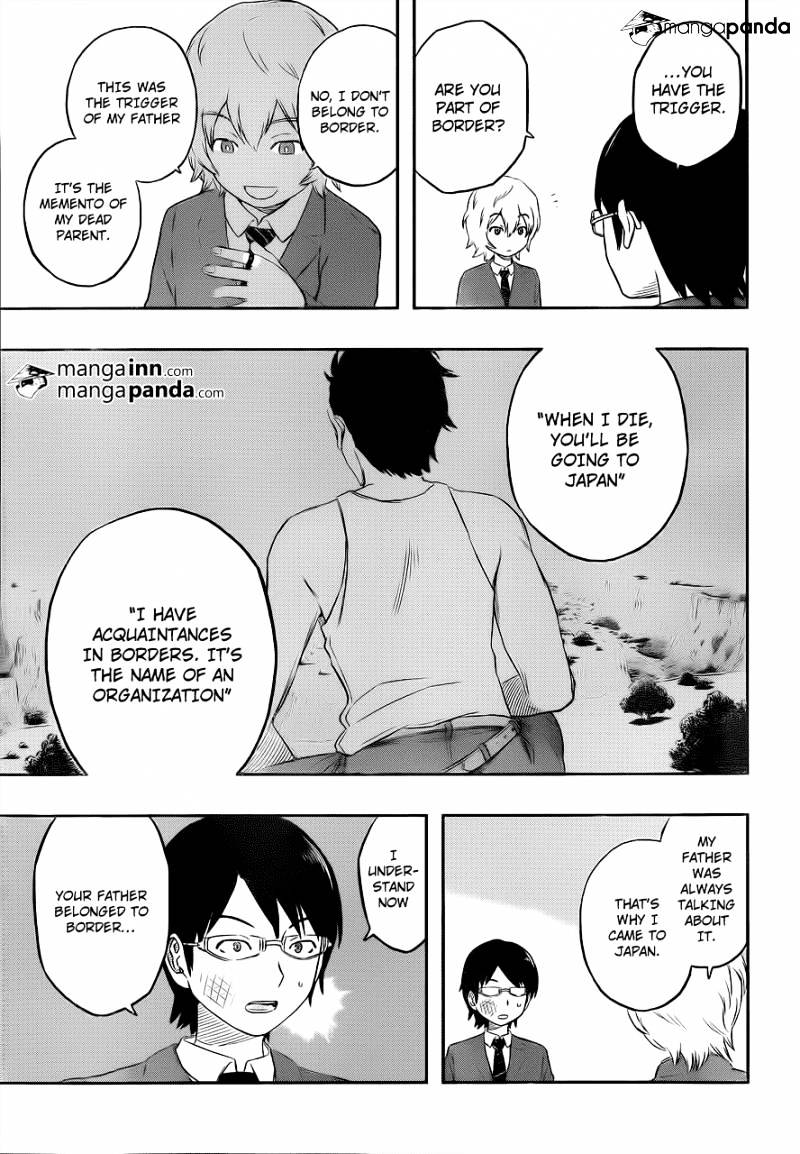 mangapanda
...YOU
HAVE THE
TRIGGER.
ARE YOU
PART OF
BORDER?
NO, I DON'T
BELONG TO
BORDER.
THIS WAS
THE TRIGGER
OF MY FATHER
IT'S THE
MEMENTO OF
MY DEAD
PARENT.
mangainn.com
mangapanda.com
"WHEN I DIE,
YOU'LL BE
GOING TO
JAPAN"
"I HAVE
ACQUAINTANCES
IN BORDERS. IT'S
THE NAME OF AN
ORGANIZATION"
MY
FATHER
WAS
ALWAYS
TALKING
ABOUT
IT.
THAT'S
WHY I
CAME TO
JAPAN.
I
UNDER-
STAND
NOW
YOUR FATHER
BELONGED TO
BORDER...